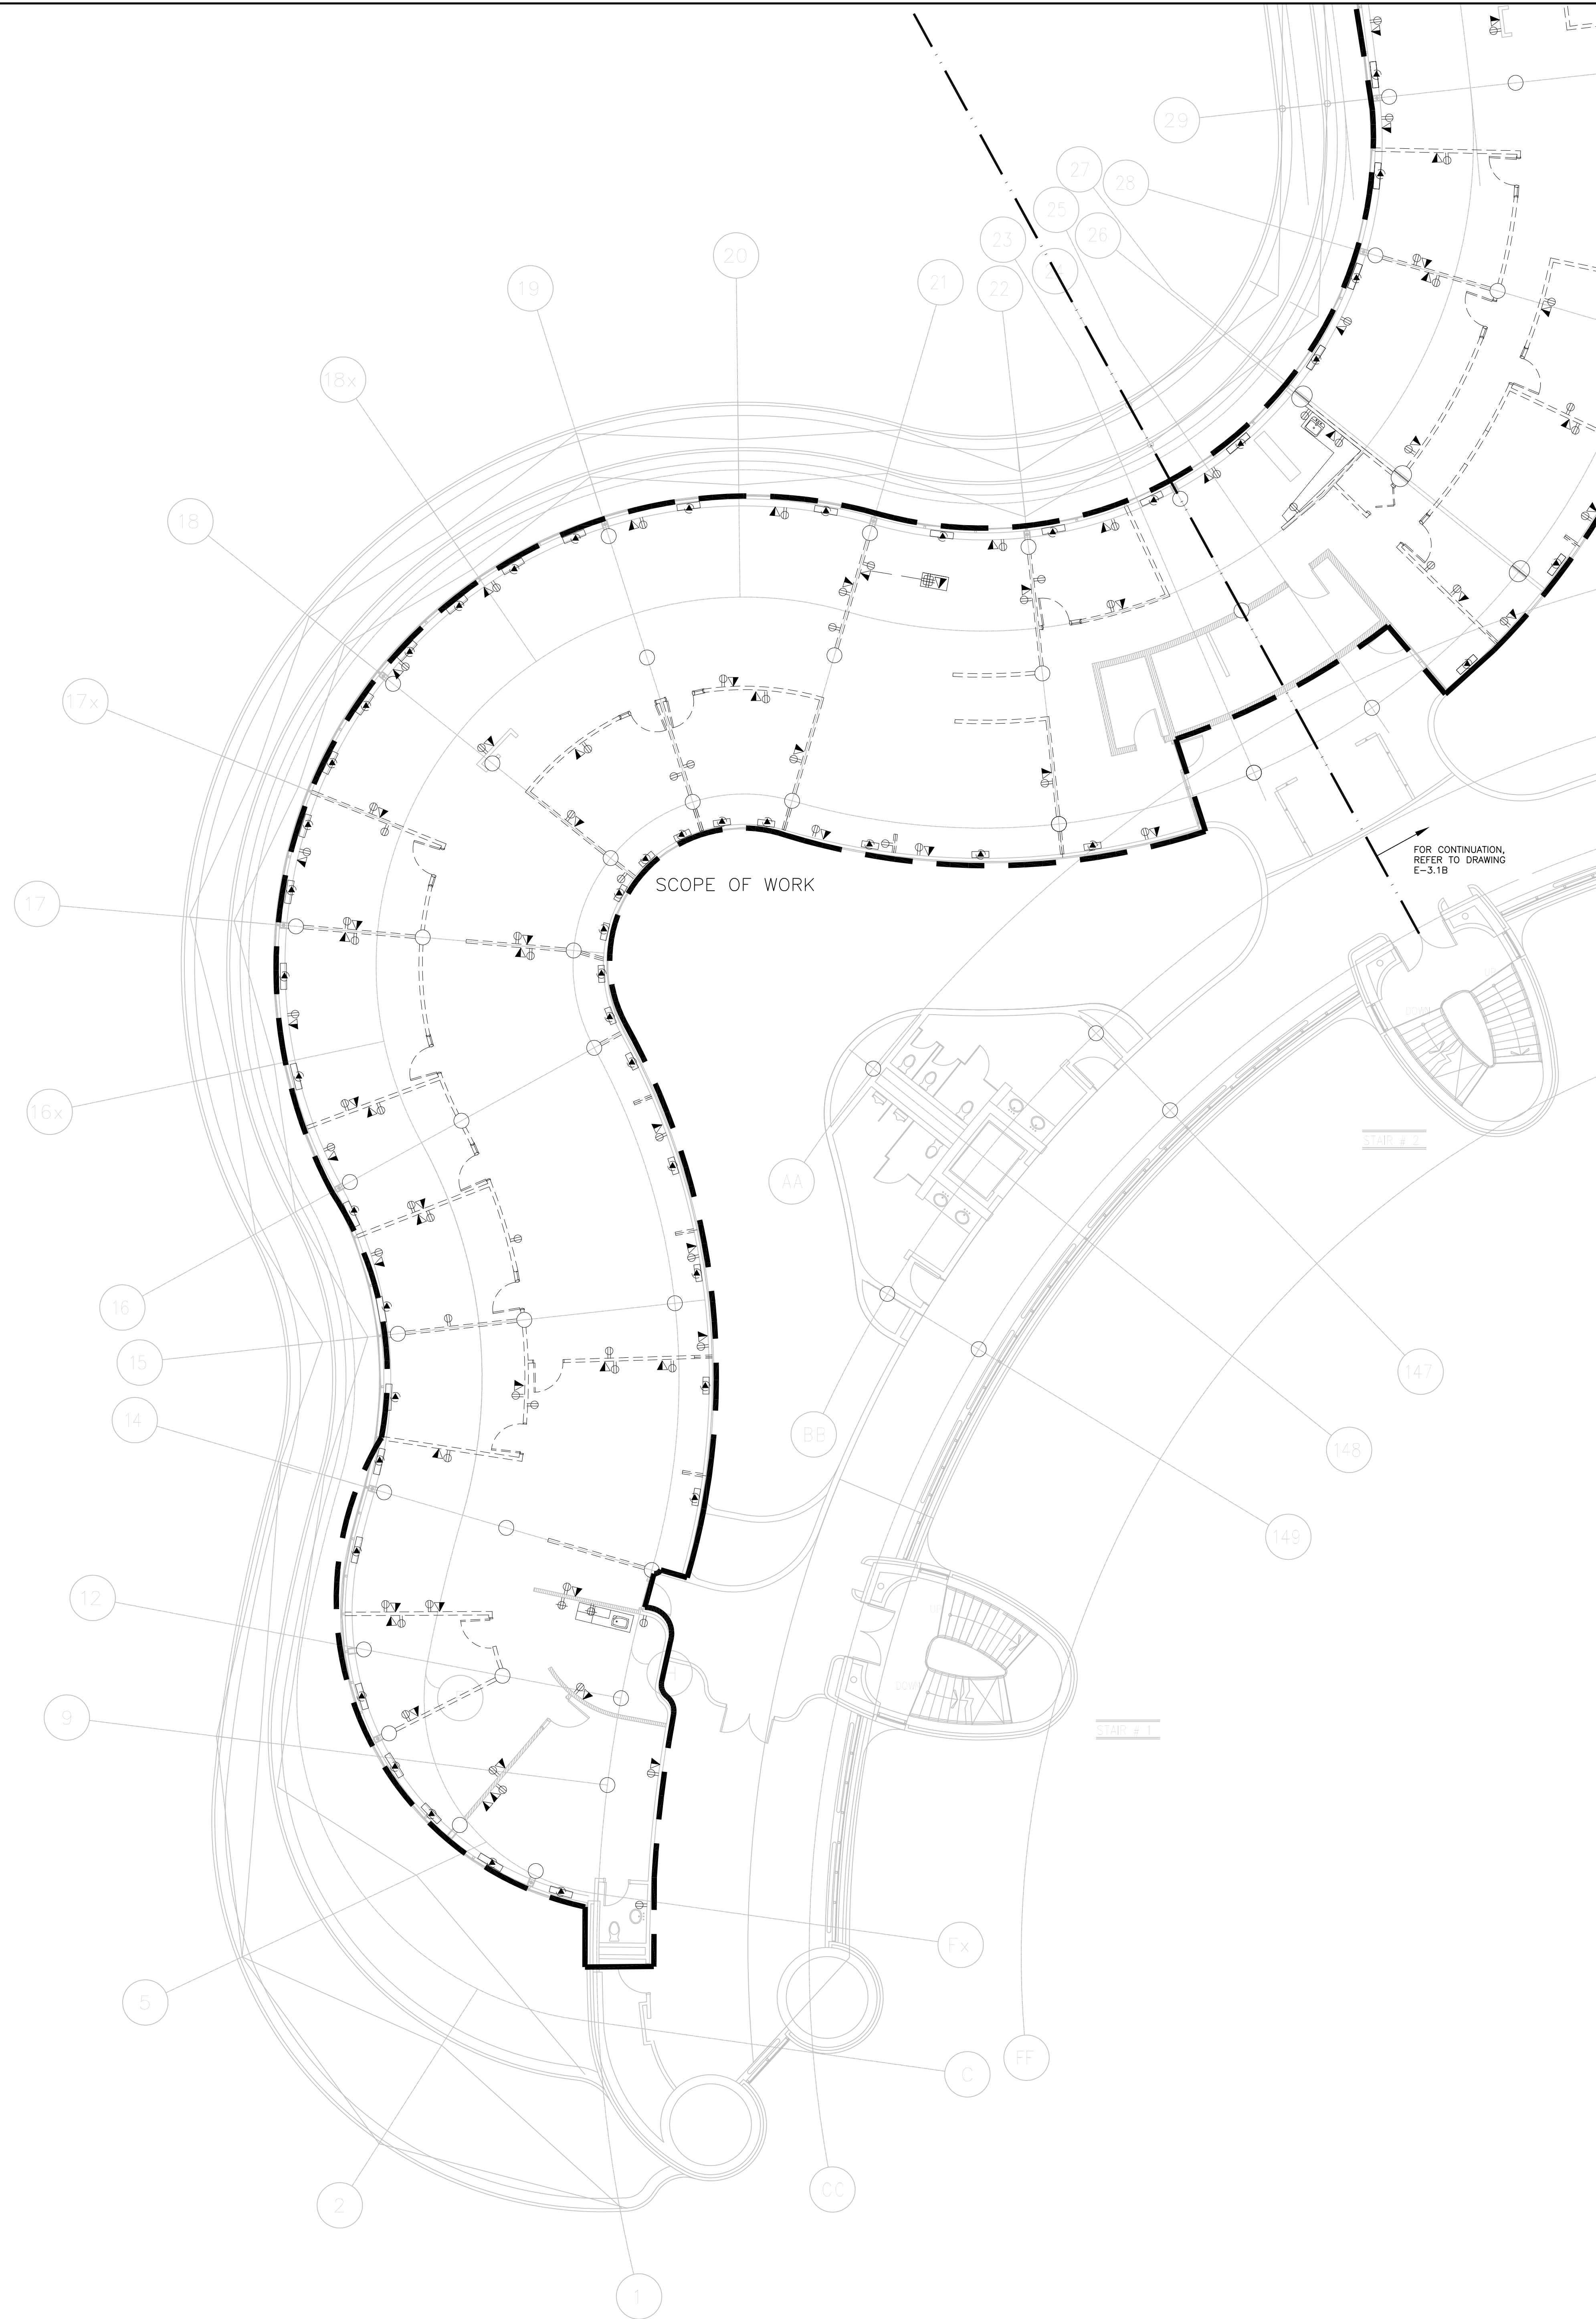 29
27
28
25
26
23
20
21
22
19
18x
18
17x
SCOPE OF WORK
FOR CONTINUATION,
REFER TO DRAWING
E-3.1B
17
16x
STAIR # 2
AA
16
15
147
14
BB
148
149
12
9
DOWN
STAIR # 1
Fx
5
C
FF
2
CC
1